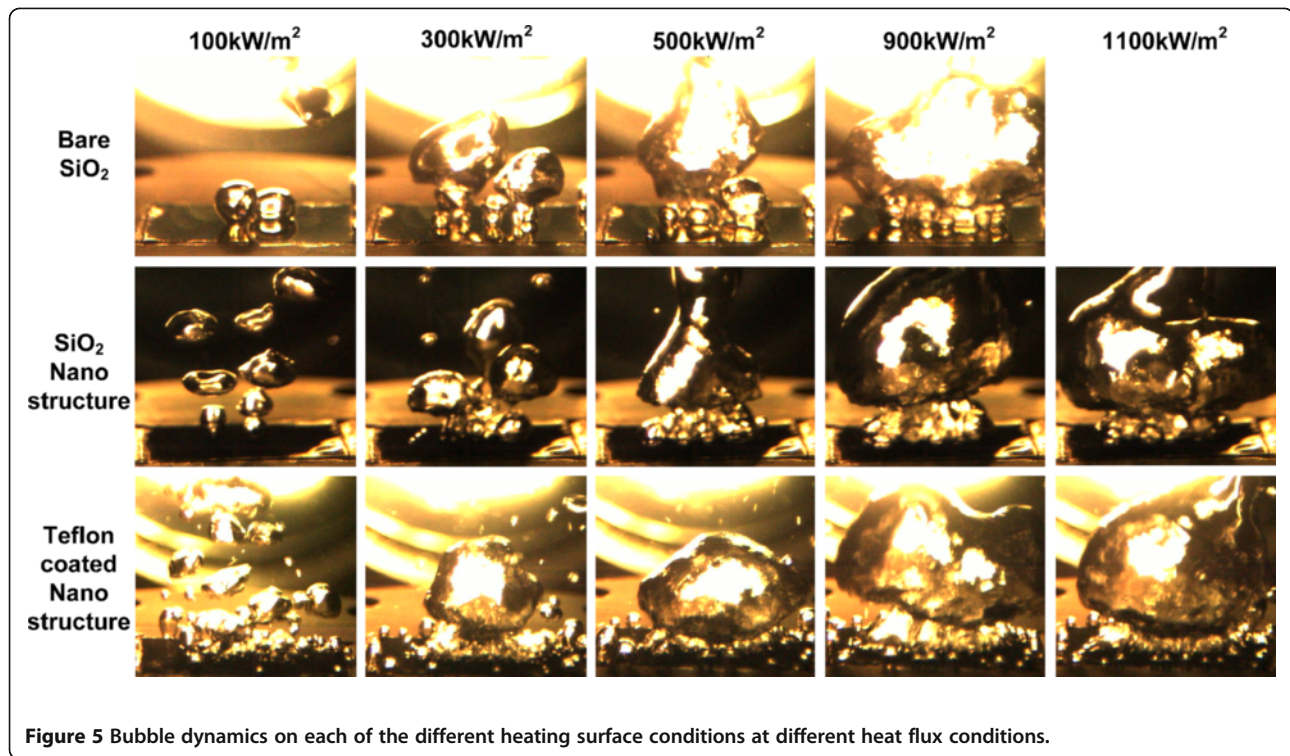 100kW/m² 300kW/m² 500kW/m² 900kW/m² 1100kW/m²
Bare
SiO₂
SiO₂
Nano
structure
Teflon
coated
Nano
structure
Figure 5 Bubble dynamics on each of the different heating surface conditions at different heat flux conditions.